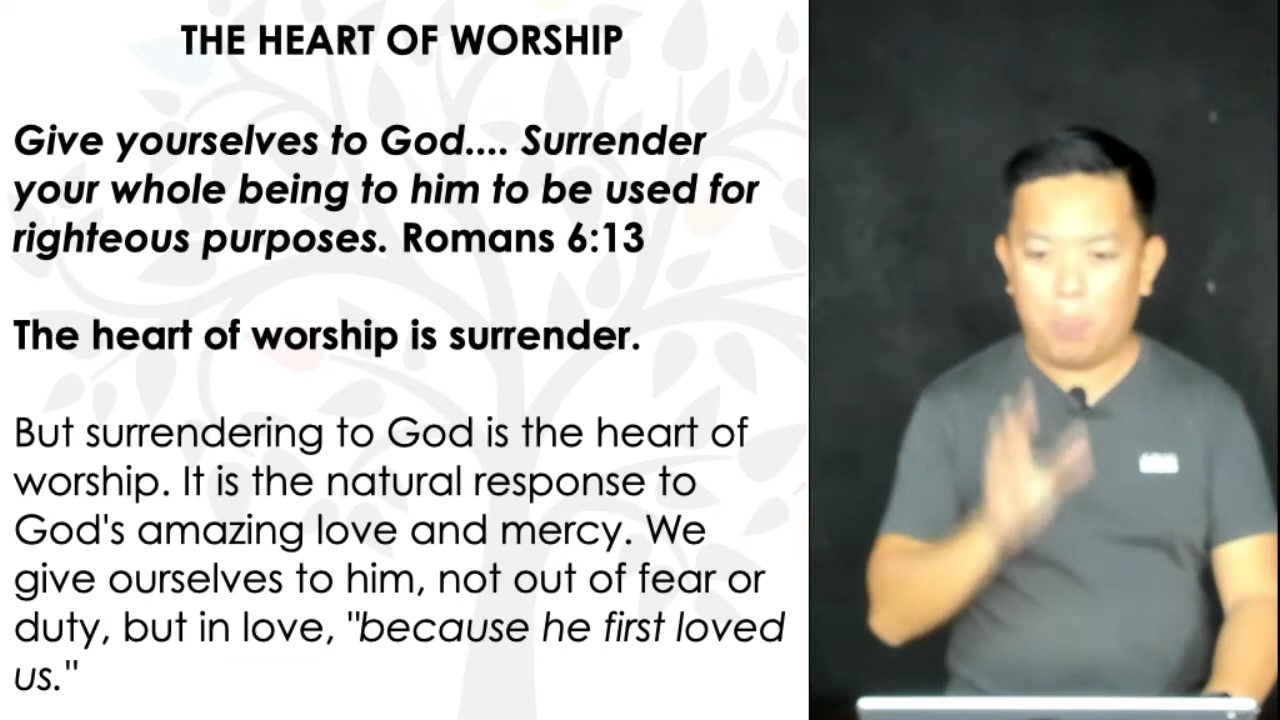 THE HEART OF WORSHIP
Give yourselves to God.... Surrender
your whole being to him to be used for
righteous purposes. Romans 6:13
The heart of worship is surrender.
But surrendering to God is the heart of
worship. It is the natural response to
God's amazing love and mercy. We
give ourselves to him, not out of fear or
duty, but in love, "because he first loved
us."